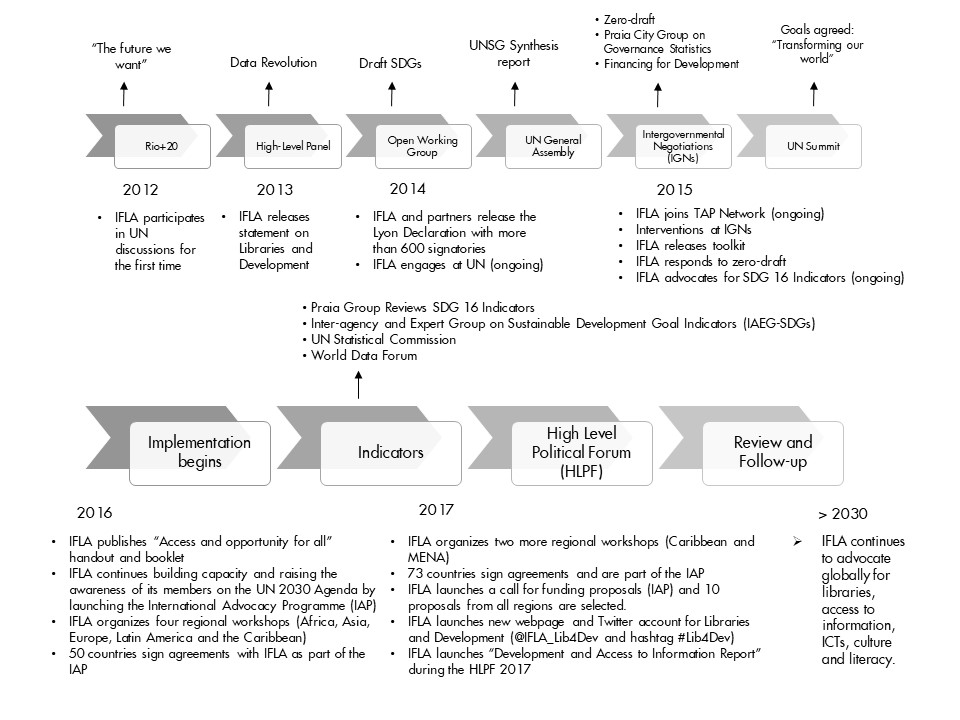 “The future we
want”
Data Revolution
Draft SDGs
UNSG Synthesis
report
• Zero-draft
• Praia City Group on
Governance Statistics
• Financing for Development
Goals agreed:
“Transforming our
world”
Rio+20
High-Level Panel
Open Working
Group
UN General
Assembly
Intergovernmental
Negotiations
(IGNs)
UN Summit
2012
• IFLA participates
in UN
discussions for
the first time
2013
• IFLA releases
statement on
Libraries and
Development
2014
• IFLA and partners release the
Lyon Declaration with more
than 600 signatories
• IFLA engages at UN (ongoing)
2015
• IFLA joins TAP Network (ongoing)
• Interventions at IGNs
• IFLA releases toolkit
• IFLA responds to zero-draft
• IFLA advocates for SDG 16 Indicators (ongoing)
• Praia Group Reviews SDG 16 Indicators
• Inter-agency and Expert Group on Sustainable Development Goal Indicators (IAEG-SDGs)
• UN Statistical Commission
• World Data Forum
Implementation
begins
Indicators
High Level
Political Forum
(HLPF)
Review and
Follow-up
2016
• IFLA publishes “Access and opportunity for all”
handout and booklet
• IFLA continues building capacity and raising the
awareness of its members on the UN 2030 Agenda by
launching the International Advocacy Programme (IAP)
• IFLA organizes four regional workshops (Africa, Asia,
Europe, Latin America and the Caribbean)
• 50 countries sign agreements with IFLA as part of the
IAP
2017
• IFLA organizes two more regional workshops (Caribbean and
MENA)
• 73 countries sign agreements and are part of the IAP
• IFLA launches a call for funding proposals (IAP) and 10
proposals from all regions are selected.
• IFLA launches new webpage and Twitter account for Libraries
and Development (@IFLA_Lib4Dev and hashtag #Lib4Dev)
• IFLA launches “Development and Access to Information Report”
during the HLPF 2017
> 2030
➢ IFLA continues
to advocate
globally for
libraries,
access to
information,
ICTs, culture
and literacy.